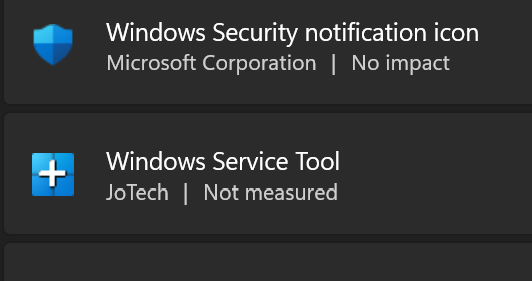 Windows Security notification icon
Microsoft Corporation | No impact
Windows Service Tool
JoTech | Not measured